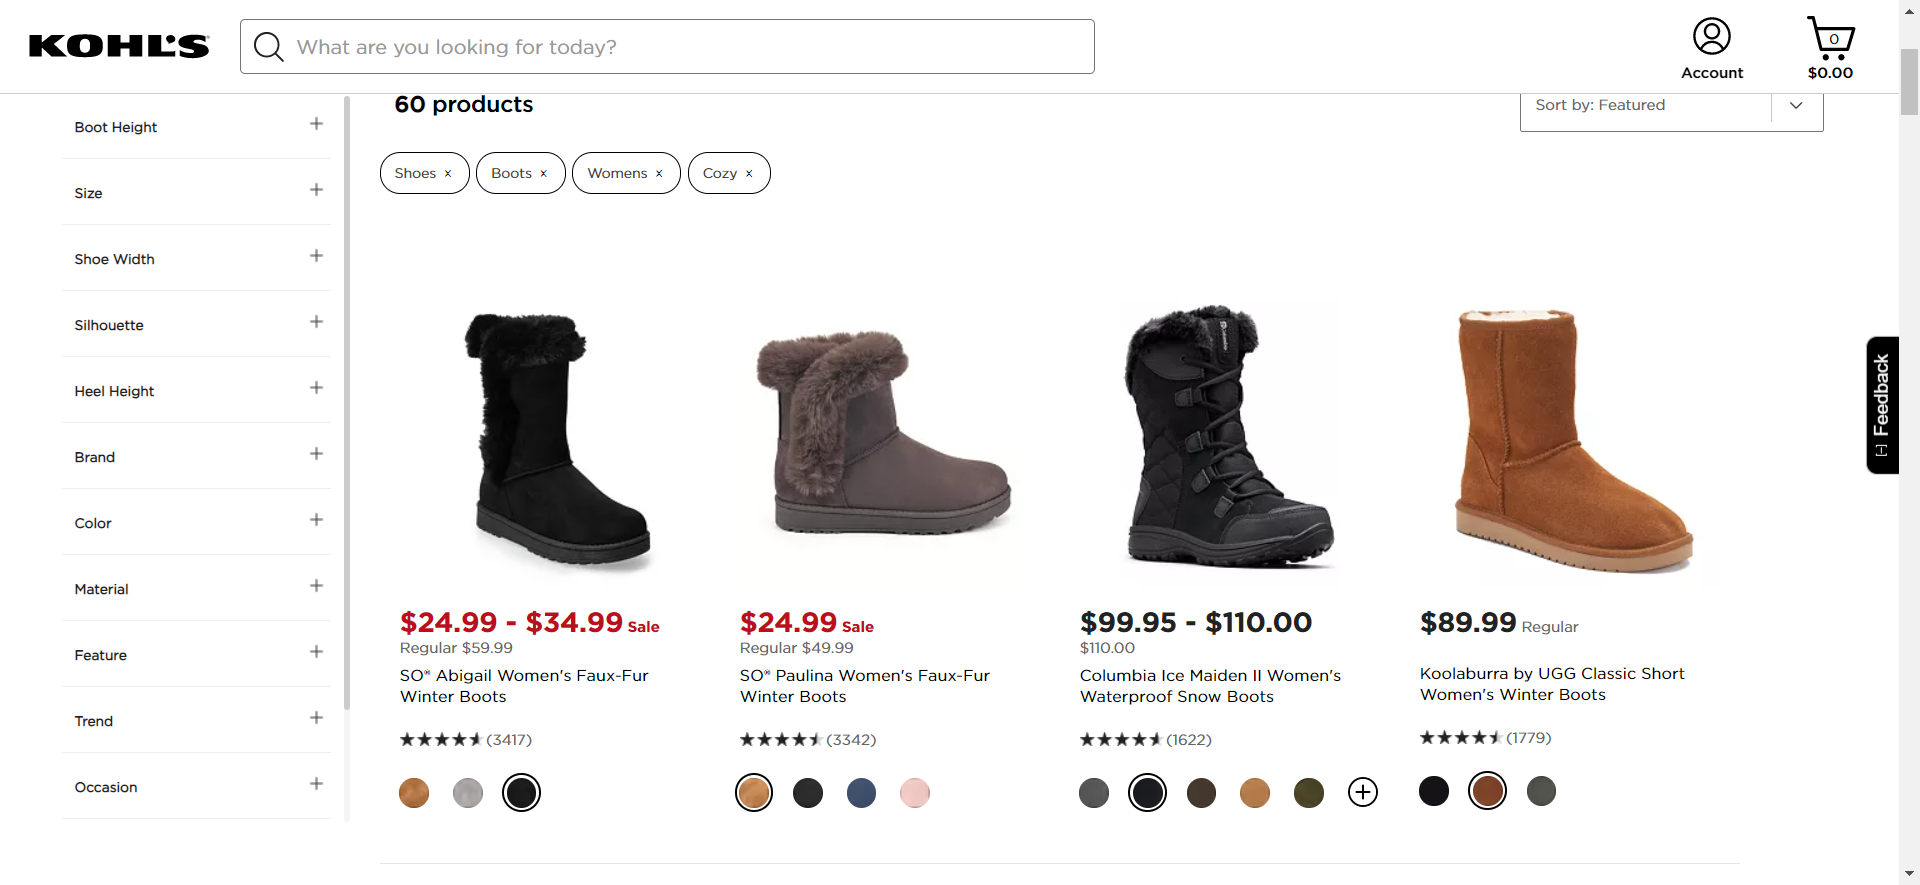 KOHL'S
What are you looking for today?
Account
0
$0.00
60 products
Sort by: Featured
Shoes x
Boots x
Womens x
Cozy x
Boot Height
Size
Shoe Width
Silhouette
Heel Height
Brand
Color
Material
Feature
Trend
Occasion
$24.99 - $34.99 Sale
Regular $59.99
SO® Abigail Women's Faux-Fur
Winter Boots
(3417)
$24.99 Sale
Regular $49.99
SO® Paulina Women's Faux-Fur
Winter Boots
(3342)
$99.95 - $110.00
$110.00
Columbia Ice Maiden II Women's
Waterproof Snow Boots
(1622)
$89.99 Regular
Koolaburra by UGG Classic Short
Women's Winter Boots
(1779)
[-] Feedback